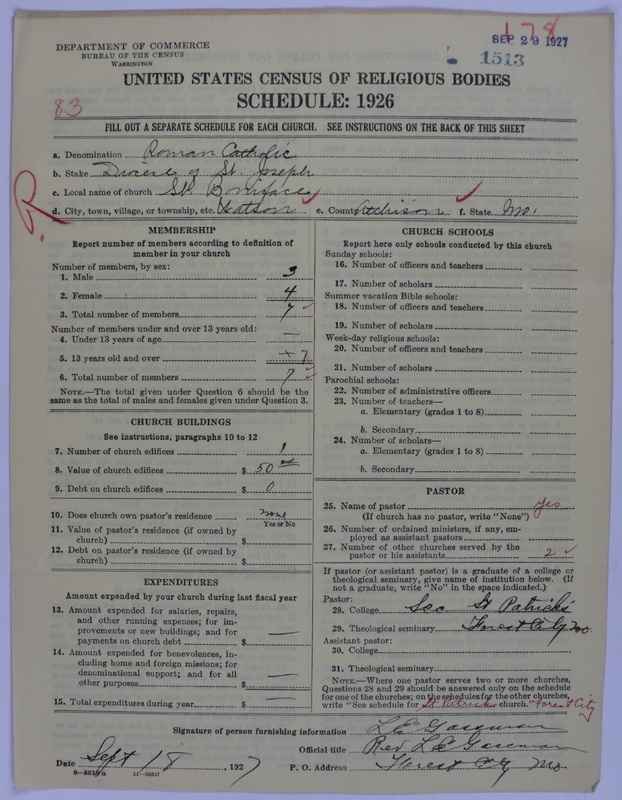 178
SEP 29 1927
1513
DEPARTMENT OF COMMERCE
BUREAU OF THE CENSUS
WASHINGTON
UNITED STATES CENSUS OF RELIGIOUS BODIES
SCHEDULE: 1926
83
FILL OUT A SEPARATE SCHEDULE FOR EACH CHURCH. SEE INSTRUCTIONS ON THE BACK OF THIS SHEET
a. Denomination Roman Catholic
b. Stake Diocese of St. Joseph
c. Local name of church St. Boniface
d. City, town, village, or township, etc. Watson e. County Atchison f. State Mo.
MEMBERSHIP
Report number of members according to definition of
member in your church
Number of members, by sex:
1. Male 3
2. Female 4
3. Total number of members 7
Number of members under and over 13 years old:
4. Under 13 years of age —
5. 13 years old and over 7
6. Total number of members 7
NOTE.—The total given under Question 6 should be
the same as the total of males and females given under Question 3.
CHURCH BUILDINGS
See instructions, paragraphs 10 to 12
7. Number of church edifices 1
8. Value of church edifices $ 50 00
9. Debt on church edifices $ 0
10. Does church own pastor's residence none
Yes or No
11. Value of pastor's residence (if owned by
church) $
12. Debt on pastor's residence (if owned by
church) $
EXPENDITURES
Amount expended by your church during last fiscal year
13. Amount expended for salaries, repairs,
and other running expenses; for im-
provements or new buildings; and for
payments on church debt $ —
14. Amount expended for benevolences, in-
cluding home and foreign missions; for
denominational support; and for all
other purposes $ —
15. Total expenditures during year $ —
CHURCH SCHOOLS
Report here only schools conducted by this church
Sunday schools:
16. Number of officers and teachers
17. Number of scholars
Summer vacation Bible schools:
18. Number of officers and teachers
19. Number of scholars
Week-day religious schools:
20. Number of officers and teachers
21. Number of scholars
Parochial schools:
22. Number of administrative officers
23. Number of teachers—
a. Elementary (grades 1 to 8)
b. Secondary
24. Number of scholars—
a. Elementary (grades 1 to 8)
b. Secondary
PASTOR
25. Name of pastor yes
(If church has no pastor, write "None")
26. Number of ordained ministers, if any, em-
ployed as assistant pastors
27. Number of other churches served by the
pastor or his assistants 2
If pastor (or assistant pastor) is a graduate of a college or
theological seminary, give name of institution below. (If
not a graduate, write "No" in the space indicated.)
Pastor:
28. College See St Patrick's
29. Theological seminary Forest City Mo.
Assistant pastor:
30. College
31. Theological seminary
NOTE.—Where one pastor serves two or more churches,
Questions 28 and 29 should be answered only on the schedule
for one of the churches; on the schedules for the other churches,
write "See schedule for St Patricks church." Forest City
Signature of person furnishing information
Official title Rev
Date Sept 18, 1927 P. O. Address Forest City Mo
8—5519a